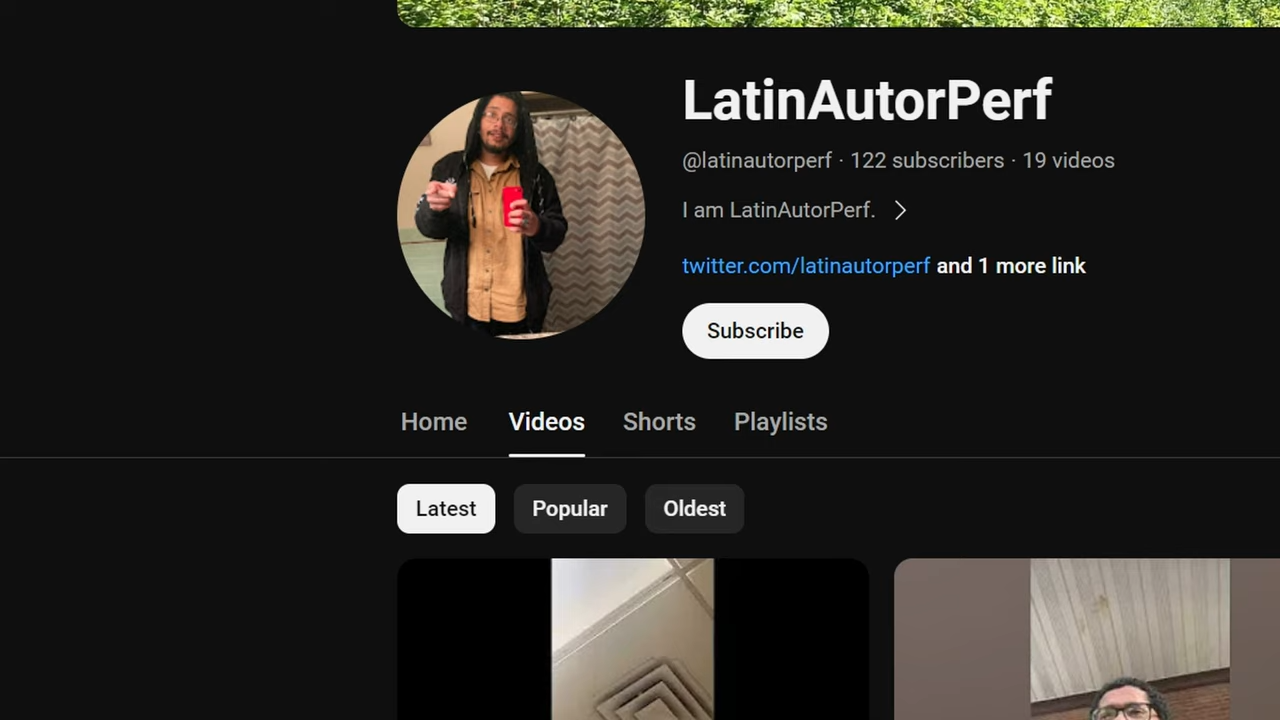 LatinAutorPerf
@latinautorperf · 122 subscribers · 19 videos
I am LatinAutorPerf.
twitter.com/latinautorperf and 1 more link
Subscribe
Home Videos Shorts Playlists
Latest Popular Oldest